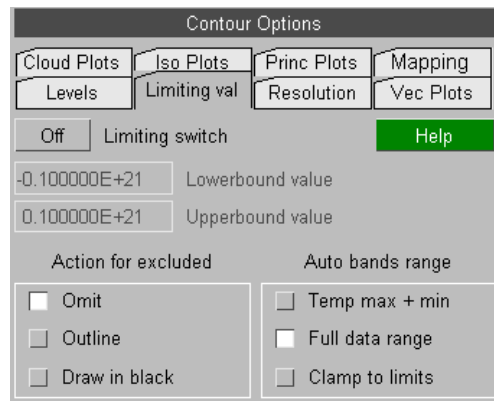 Contour Options
Cloud Plots Iso Plots Princ Plots Mapping
Levels Limiting val Resolution Vec Plots
Off Limiting switch Help
-0.100000E+21 Lowerbound value
0.100000E+21 Upperbound value
Action for excluded Auto bands range
Omit Temp max + min
Outline Full data range
Draw in black Clamp to limits